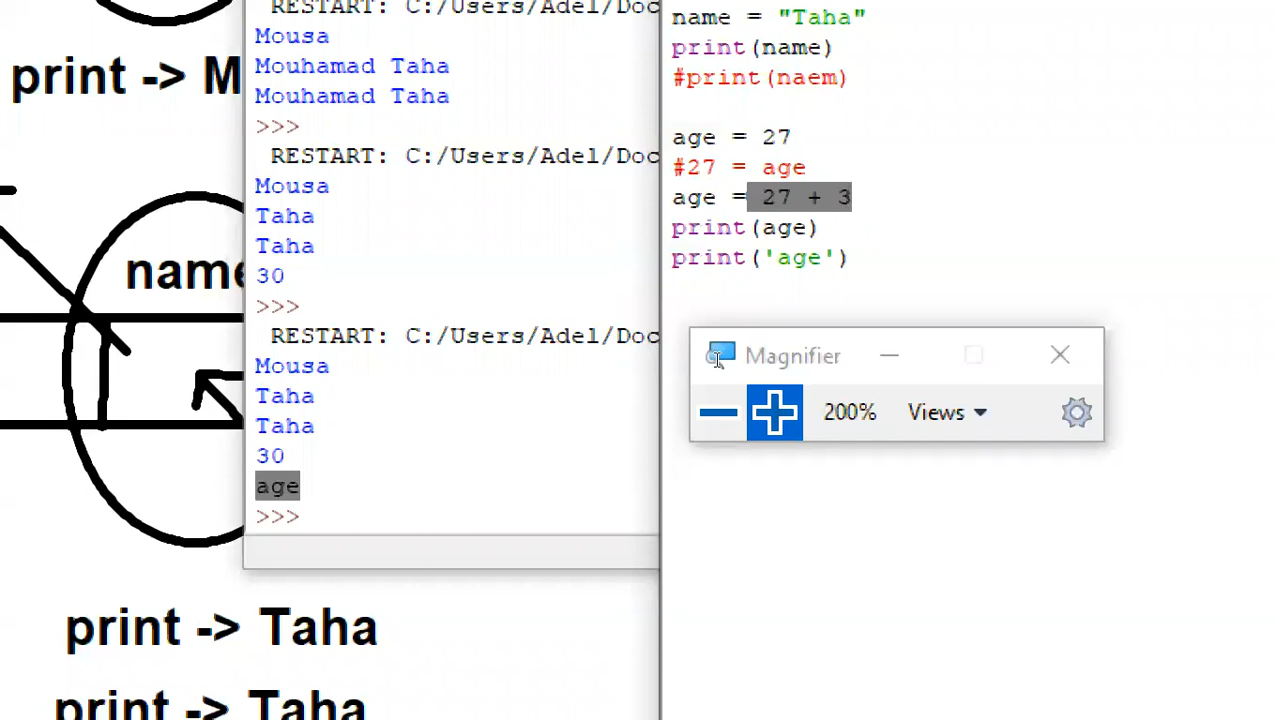 print -> M
name
print -> Taha
print -> Taha
RESTART: C:/Users/Adel/Doc
Mousa
Mouhamad Taha
Mouhamad Taha
>>>
RESTART: C:/Users/Adel/Doc
Mousa
Taha
Taha
30
>>>
RESTART: C:/Users/Adel/Doc
Mousa
Taha
Taha
30
age
>>>
name = "Taha"
print(name)
#print(naem)
age = 27
#27 = age
age = 27 + 3
print(age)
print('age')
Magnifier
200% Views